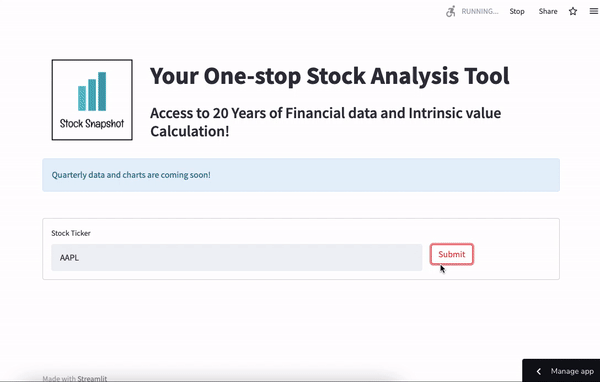 RUNNING...
Stop
Share
Your One-stop Stock Analysis Tool
Stock Snapshot
Access to 20 Years of Financial data and Intrinsic value
Calculation!
Quarterly data and charts are coming soon!
Stock Ticker
AAPL
Submit
Made with Streamlit
Manage app